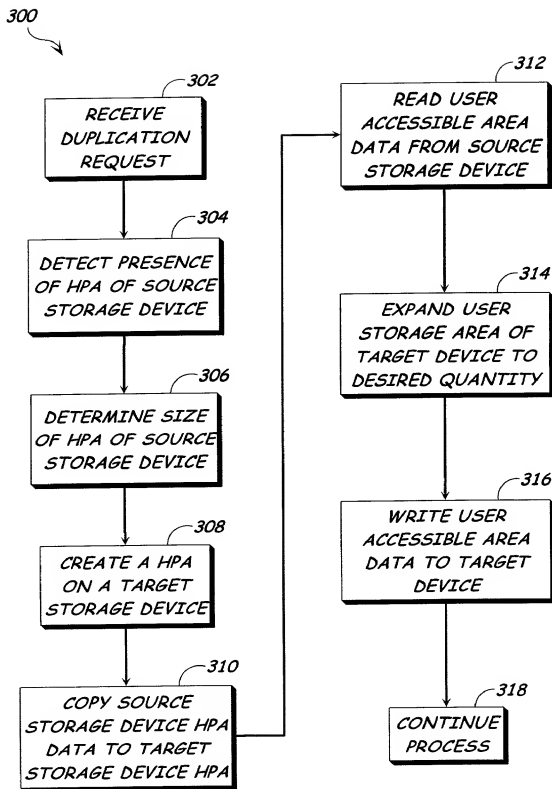 300
302
RECEIVE
DUPLICATION
REQUEST
304
DETECT PRESENCE
OF HPA OF SOURCE
STORAGE DEVICE
306
DETERMINE SIZE
OF HPA OF SOURCE
STORAGE DEVICE
308
CREATE A HPA
ON A TARGET
STORAGE DEVICE
310
COPY SOURCE
STORAGE DEVICE HPA
DATA TO TARGET
STORAGE DEVICE HPA
312
READ USER
ACCESSIBLE AREA
DATA FROM SOURCE
STORAGE DEVICE
314
EXPAND USER
STORAGE AREA OF
TARGET DEVICE TO
DESIRED QUANTITY
316
WRITE USER
ACCESSIBLE AREA
DATA TO TARGET
DEVICE
318
CONTINUE
PROCESS